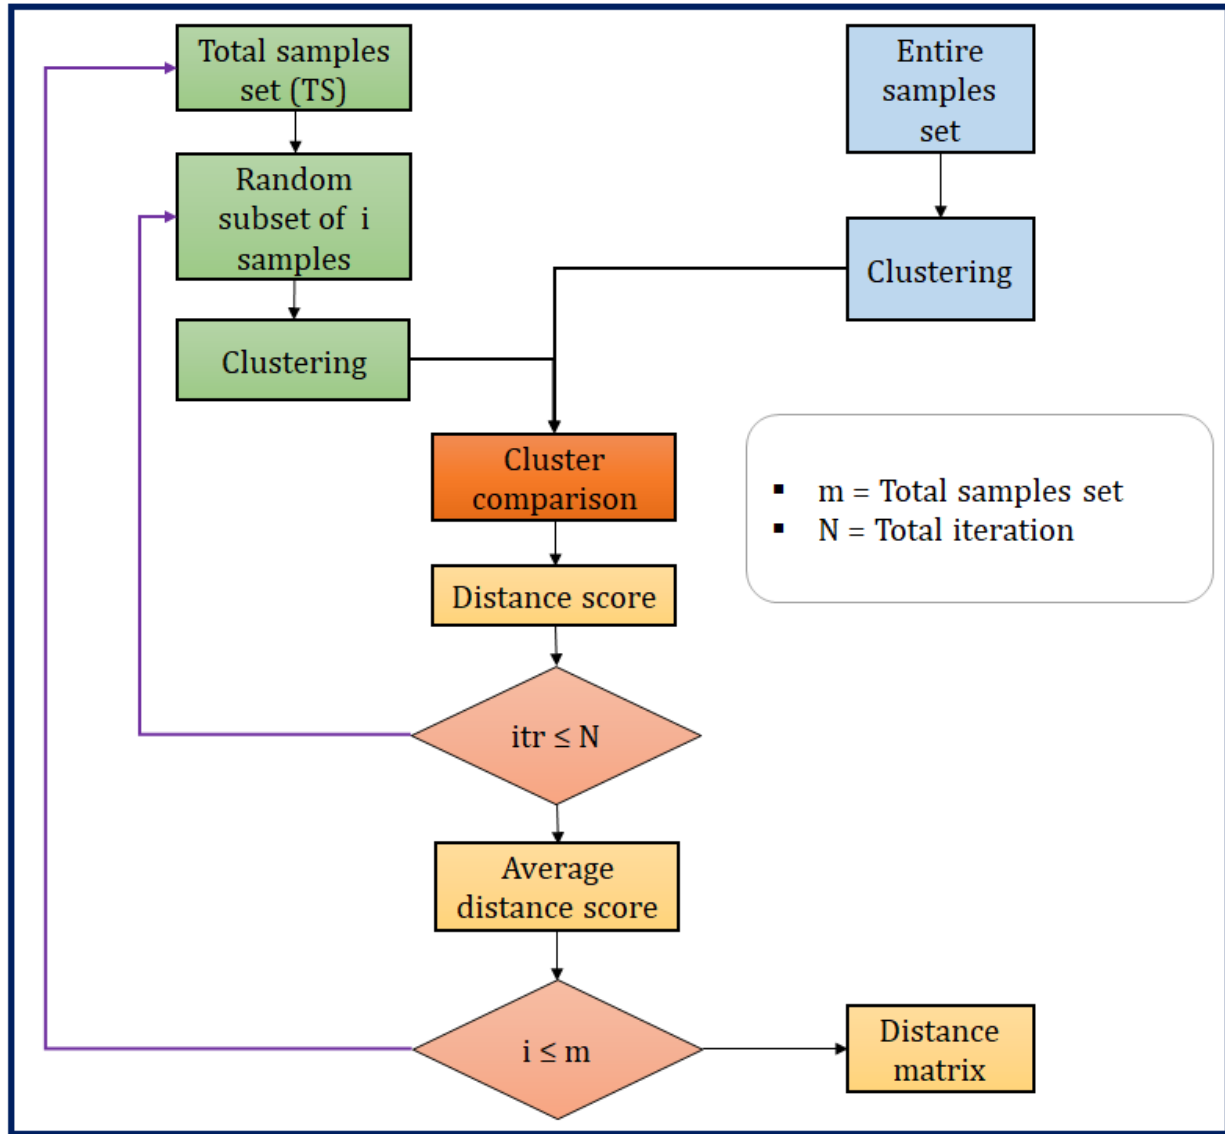 Total samples
set (TS)
Entire
samples
set
Random
subset of i
samples
Clustering
Clustering
Cluster
comparison
▪ m = Total samples set
▪ N = Total iteration
Distance score
itr ≤ N
Average
distance score
i ≤ m
Distance
matrix